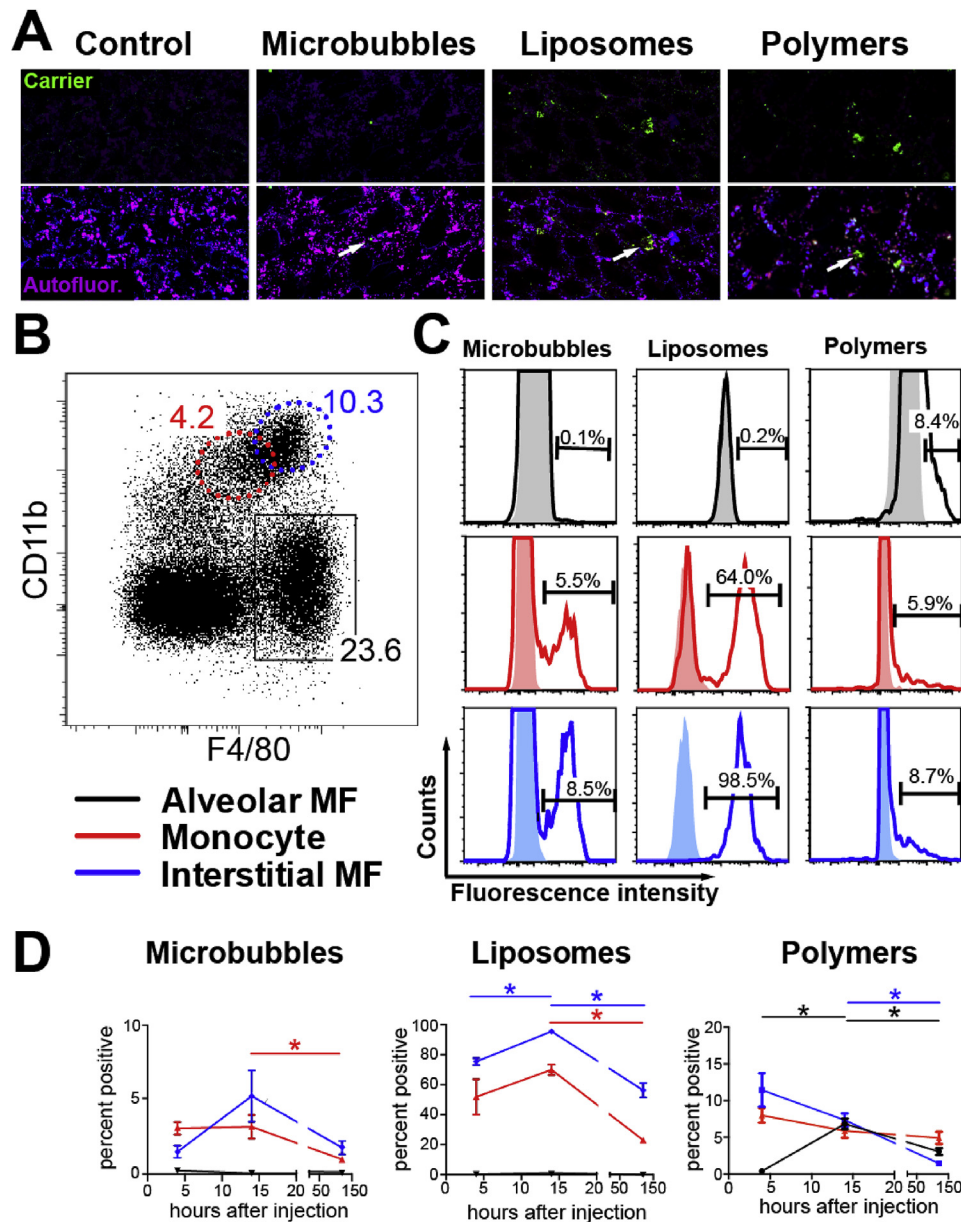 A
Control
Microbubbles
Liposomes
Polymers
Carrier
Autofluor.
B
4.2
10.3
23.6
CD11b
F4/80
Alveolar MF
Monocyte
Interstitial MF
C
Microbubbles
Liposomes
Polymers
0.1%
0.2%
8.4%
5.5%
64.0%
5.9%
8.5%
98.5%
8.7%
Counts
Fluorescence intensity
D
Microbubbles
percent positive
10
5
0
*
0 5 10 15 20 50 150
hours after injection
Liposomes
percent positive
100
80
60
40
20
0
* *
*
0 5 10 15 20 50 150
hours after injection
Polymers
percent positive
20
15
10
5
0
*
* *
0 5 10 15 20 50 150
hours after injection